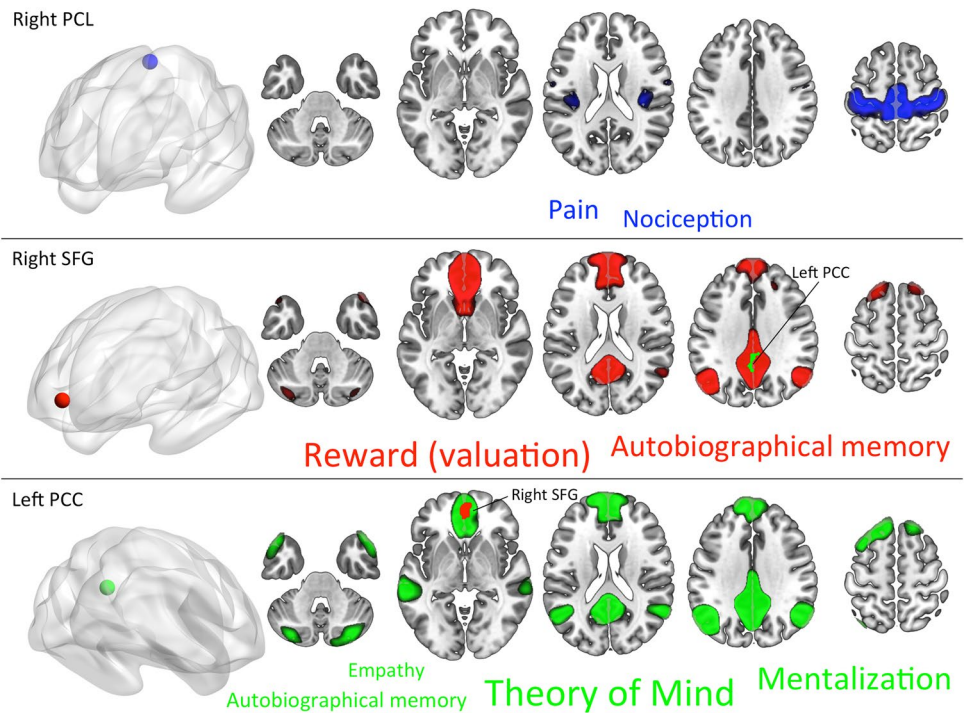 Right PCL
Pain
Nociception
Right SFG
Left PCC
Reward (valuation)
Autobiographical memory
Left PCC
Right SFG
Empathy
Autobiographical memory
Theory of Mind
Mentalization